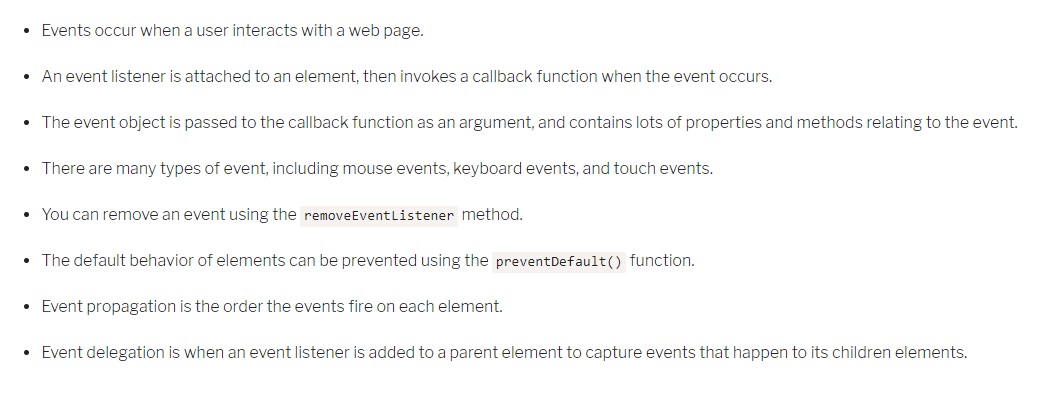 • Events occur when a user interacts with a web page.
• An event listener is attached to an element, then invokes a callback function when the event occurs.
• The event object is passed to the callback function as an argument, and contains lots of properties and methods relating to the event.
• There are many types of event, including mouse events, keyboard events, and touch events.
• You can remove an event using the removeEventListener method.
• The default behavior of elements can be prevented using the preventDefault() function.
• Event propagation is the order the events fire on each element.
• Event delegation is when an event listener is added to a parent element to capture events that happen to its children elements.